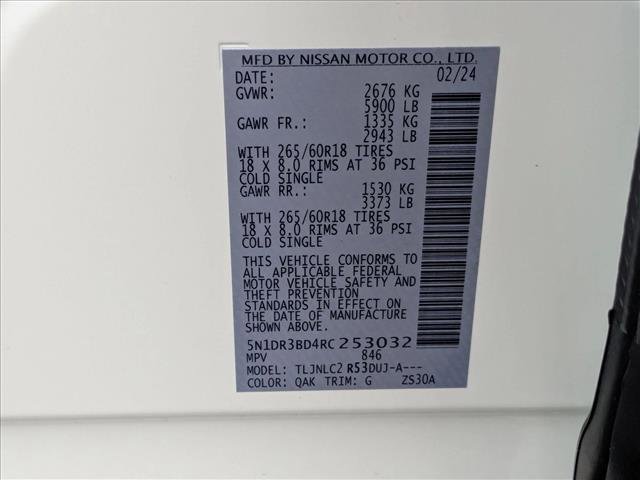 MFD BY NISSAN MOTOR CO., LTD.
DATE: 02/24
GVWR: 2676 KG
5900 LB
GAWR FR.: 1335 KG
2943 LB
WITH 265/60R18 TIRES
18 X 8.0 RIMS AT 36 PSI
COLD SINGLE
GAWR RR.: 1530 KG
3373 LB
WITH 265/60R18 TIRES
18 X 8.0 RIMS AT 36 PSI
COLD SINGLE
THIS VEHICLE CONFORMS TO
ALL APPLICABLE FEDERAL
MOTOR VEHICLE SAFETY AND
THEFT PREVENTION
STANDARDS IN EFFECT ON
THE DATE OF MANUFACTURE
SHOWN ABOVE.
5N1DR3BD4RC253032
MPV 846
MODEL: TLJNLC2 R53DUJ-A---
COLOR: QAK TRIM: G ZS30A